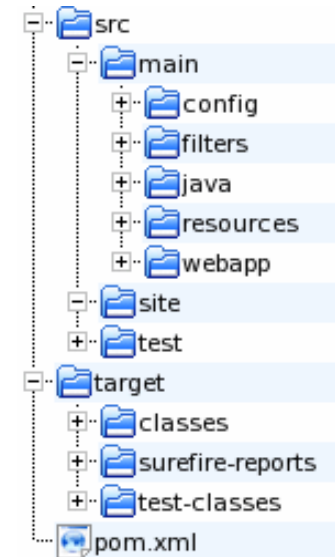 src
main
config
filters
java
resources
webapp
site
test
target
classes
surefire-reports
test-classes
pom.xml